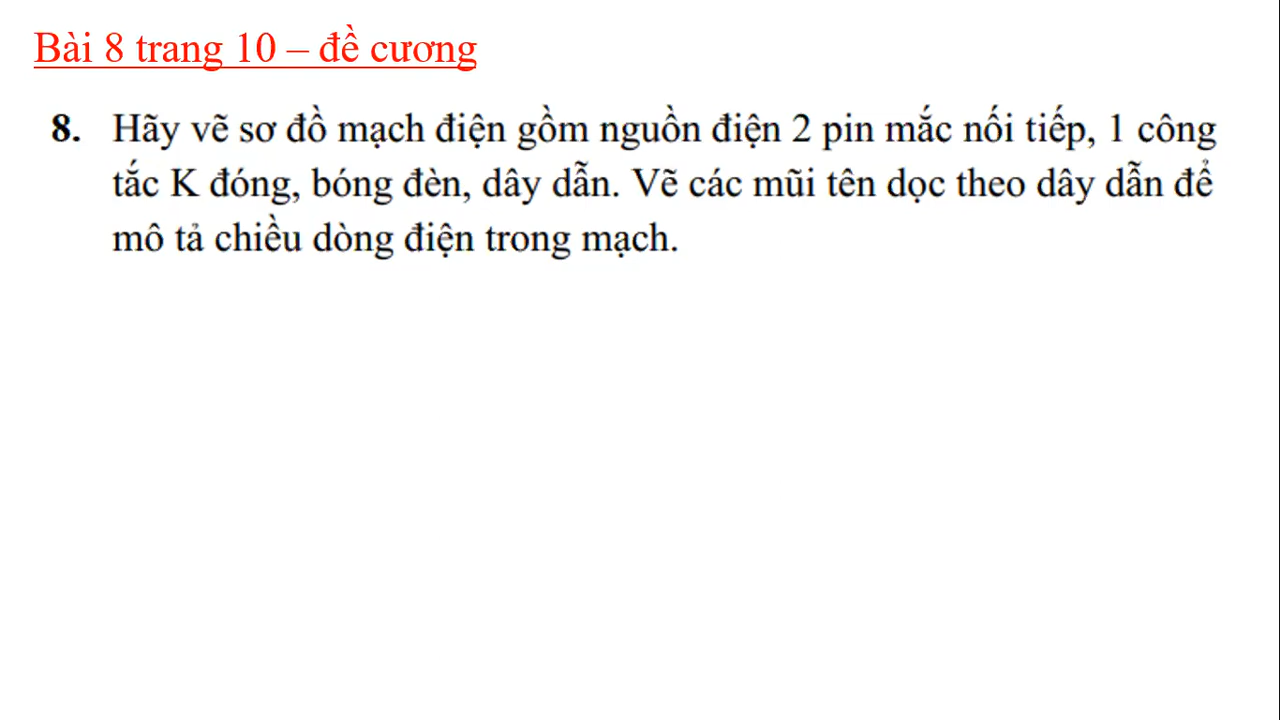 Bài 8 trang 10 – đề cương
8. Hãy vẽ sơ đồ mạch điện gồm nguồn điện 2 pin mắc nối tiếp, 1 công
tắc K đóng, bóng đèn, dây dẫn. Vẽ các mũi tên dọc theo dây dẫn để
mô tả chiều dòng điện trong mạch.